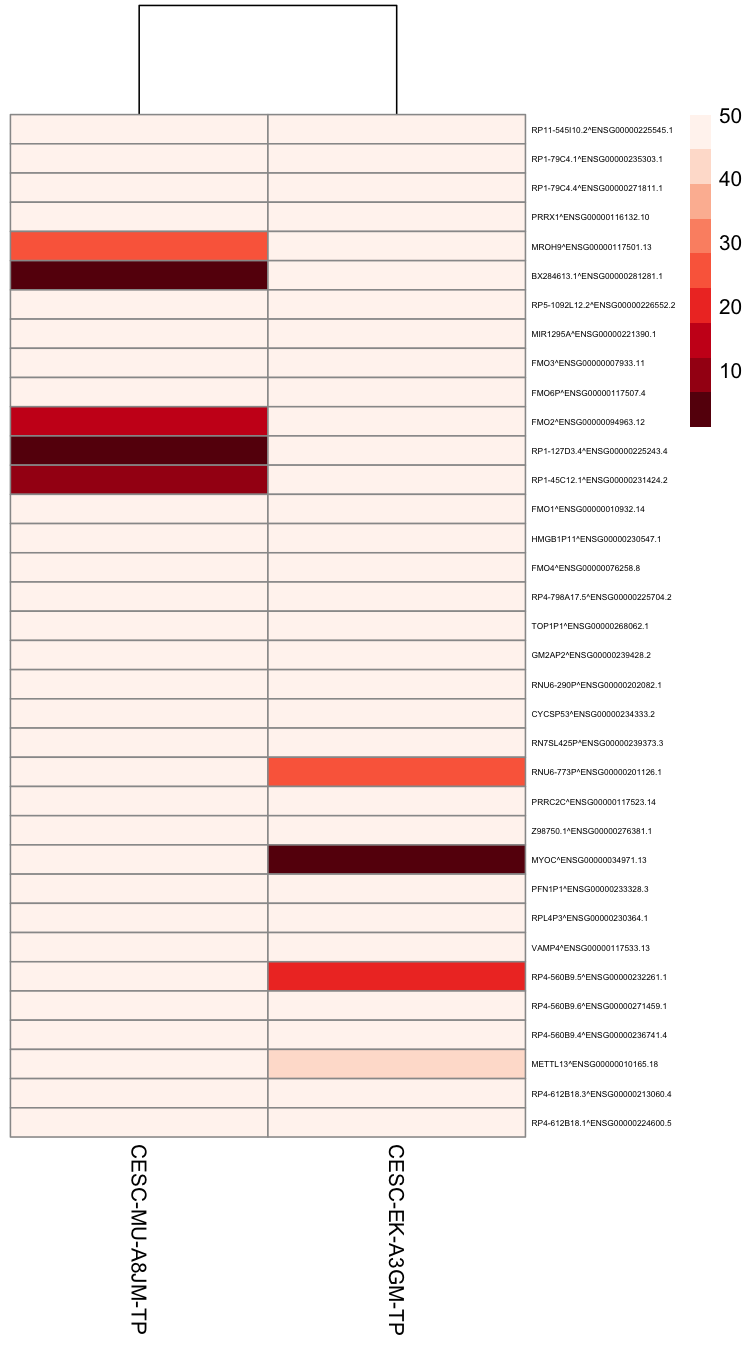 50
40
30
20
10
RP11-545I10.2^ENSG00000225545.1
RP1-79C4.1^ENSG00000235303.1
RP1-79C4.4^ENSG00000271811.1
PRRX1^ENSG00000116132.10
MROH9^ENSG00000117501.13
BX284613.1^ENSG00000281281.1
RP5-1092L12.2^ENSG00000226552.2
MIR1295A^ENSG00000221390.1
FMO3^ENSG00000007933.11
FMO6P^ENSG00000117507.4
FMO2^ENSG00000094963.12
RP1-127D3.4^ENSG00000225243.4
RP1-45C12.1^ENSG00000231424.2
FMO1^ENSG00000010932.14
HMGB1P11^ENSG00000230547.1
FMO4^ENSG00000076258.8
RP4-798A17.5^ENSG00000225704.2
TOP1P1^ENSG00000268062.1
GM2AP2^ENSG00000239428.2
RNU6-290P^ENSG00000202082.1
CYCSP53^ENSG00000234333.2
RN7SL425P^ENSG00000239373.3
RNU6-773P^ENSG00000201126.1
PRRC2C^ENSG00000117523.14
Z98750.1^ENSG00000276381.1
MYOC^ENSG00000034971.13
PFN1P1^ENSG00000233328.3
RPL4P3^ENSG00000230364.1
VAMP4^ENSG00000117533.13
RP4-560B9.5^ENSG00000232261.1
RP4-560B9.6^ENSG00000271459.1
RP4-560B9.4^ENSG00000236741.4
METTL13^ENSG00000010165.18
RP4-612B18.3^ENSG00000213060.4
RP4-612B18.1^ENSG00000224600.5
CESC-MU-A8JM-TP
CESC-EK-A3GM-TP